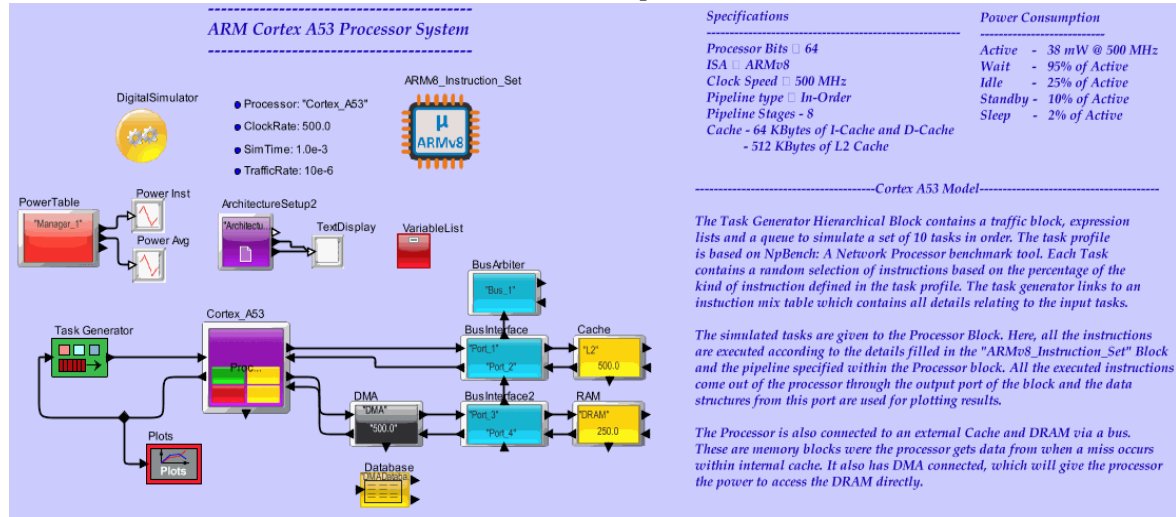 ARM Cortex A53 Processor System
DigitalSimulator
Processor: "Cortex_A53"
ClockRate: 500.0
SimTime: 1.0e-3
TrafficRate: 10e-6
ARMv8_Instruction_Set
μ
ARMv8
PowerTable
"Manager_1"
Power Inst
Power Avg
ArchitectureSetup2
"Architectu...
TextDisplay
VariableList
BusArbiter
"Bus_1"
Task Generator
Cortex_A53
Proc...
BusInterface
"Port_1"
"Port_2"
Cache
"L2"
500.0
DMA
"DMA"
"500.0"
BusInterface2
"Port_3"
"Port_4"
RAM
"DRAM"
250.0
Plots
Plots
Database
"DMADataba...
Specifications
Processor Bits □ 64
ISA □ ARMv8
Clock Speed □ 500 MHz
Pipeline type □ In-Order
Pipeline Stages - 8
Cache - 64 KBytes of I-Cache and D-Cache
- 512 KBytes of L2 Cache
Power Consumption
Active - 38 mW @ 500 MHz
Wait - 95% of Active
Idle - 25% of Active
Standby - 10% of Active
Sleep - 2% of Active
Cortex A53 Model
The Task Generator Hierarchical Block contains a traffic block, expression
lists and a queue to simulate a set of 10 tasks in order. The task profile
is based on NpBench: A Network Processor benchmark tool. Each Task
contains a random selection of instructions based on the percentage of the
kind of instruction defined in the task profile. The task generator links to an
instuction mix table which contains all details relating to the input tasks.
The simulated tasks are given to the Processor Block. Here, all the instructions
are executed according to the details filled in the "ARMv8_Instruction_Set" Block
and the pipeline specified within the Processor block. All the executed instructions
come out of the processor through the output port of the block and the data
structures from this port are used for plotting results.
The Processor is also connected to an external Cache and DRAM via a bus.
These are memory blocks were the processor gets data from when a miss occurs
within internal cache. It also has DMA connected, which will give the processor
the power to access the DRAM directly.